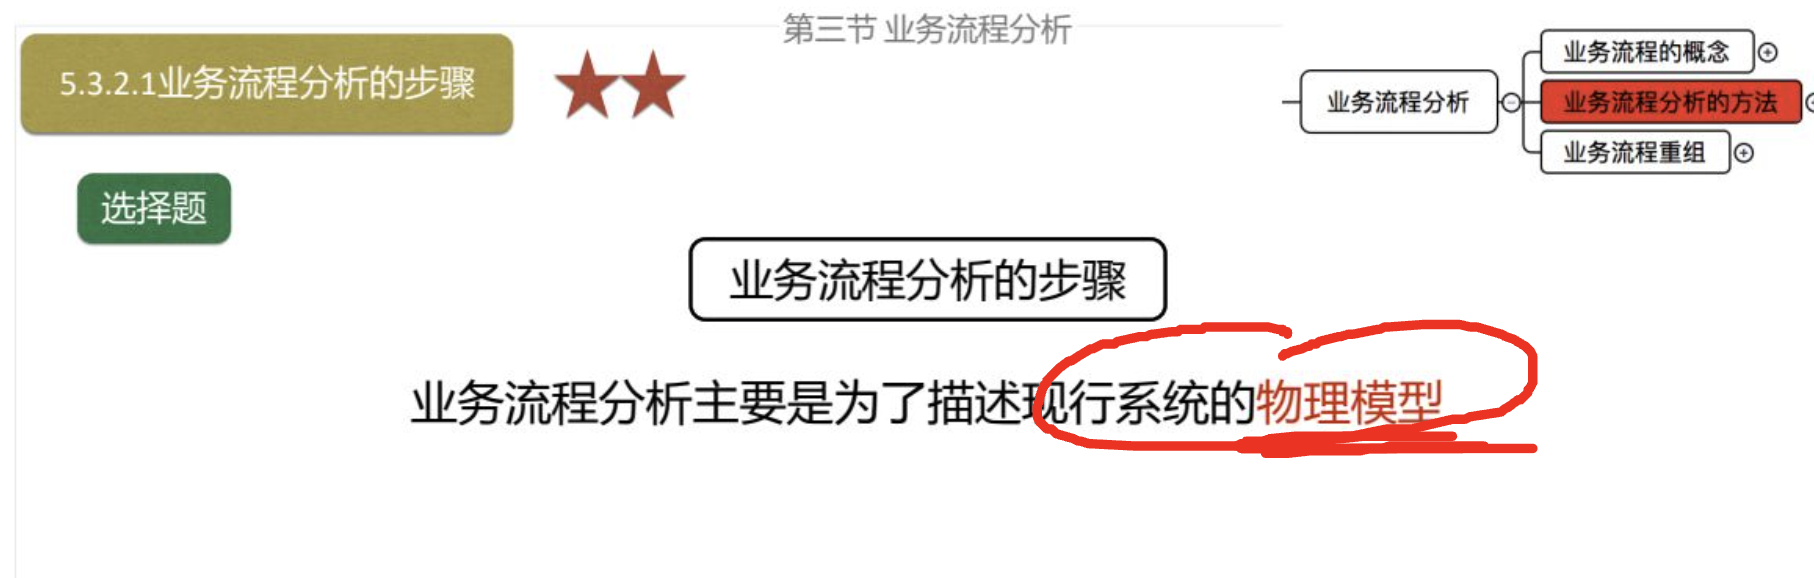 第三节 业务流程分析
5.3.2.1业务流程分析的步骤
业务流程分析
业务流程的概念
业务流程分析的方法
业务流程重组
选择题
业务流程分析的步骤
业务流程分析主要是为了描述现行系统的物理模型